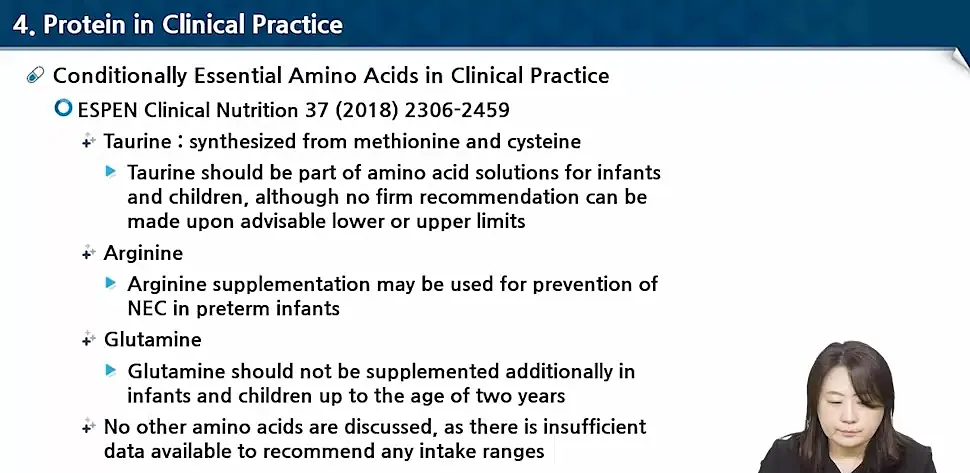 4. Protein in Clinical Practice
Conditionally Essential Amino Acids in Clinical Practice
ESPEN Clinical Nutrition 37 (2018) 2306-2459
Taurine : synthesized from methionine and cysteine
Taurine should be part of amino acid solutions for infants
and children, although no firm recommendation can be
made upon advisable lower or upper limits
Arginine
Arginine supplementation may be used for prevention of
NEC in preterm infants
Glutamine
Glutamine should not be supplemented additionally in
infants and children up to the age of two years
No other amino acids are discussed, as there is insufficient
data available to recommend any intake ranges